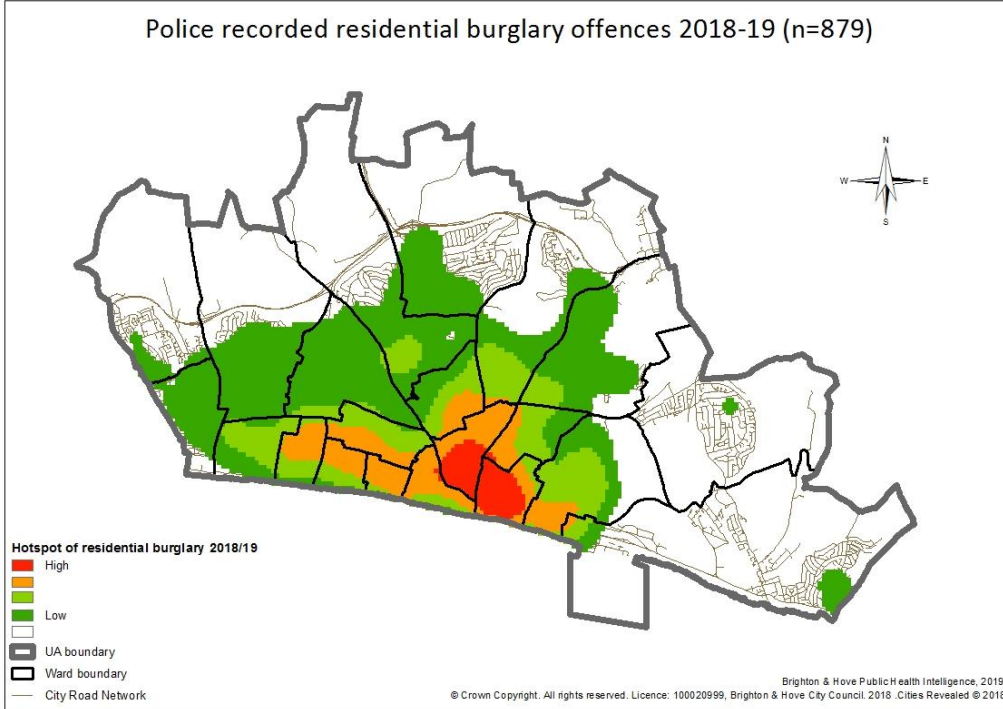 Police recorded residential burglary offences 2018-19 (n=879)
N
W
E
S
Hotspot of residential burglary 2018/19
High
Low
UA boundary
Ward boundary
City Road Network
Brighton & Hove Public Health Intelligence, 2019
© Crown Copyright. All rights reserved. Licence: 100020999, Brighton & Hove City Council. 2018 .Cities Revealed © 2018